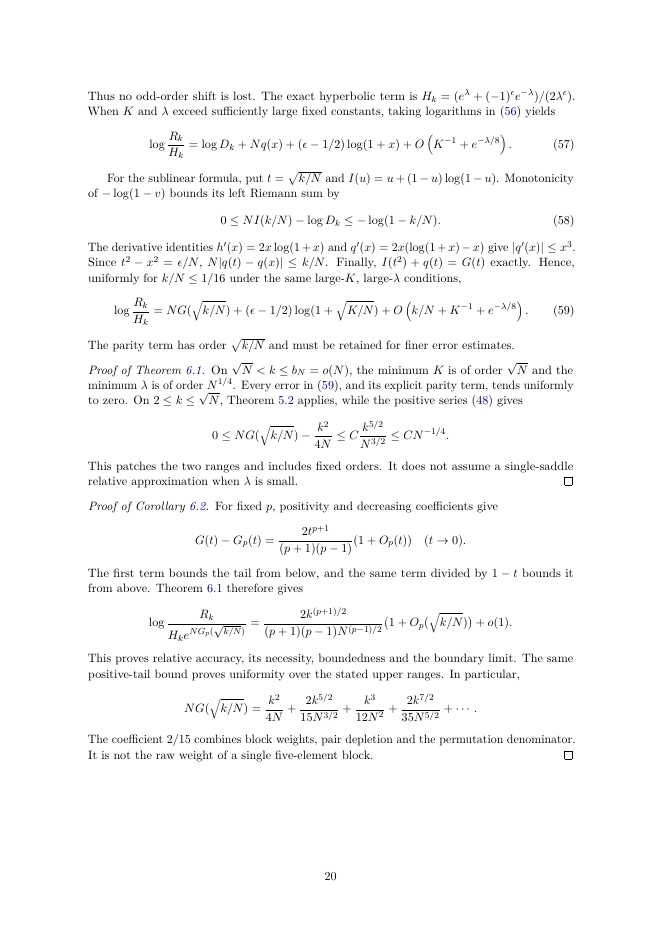 Thus no odd-order shift is lost. The exact hyperbolic term is H_k = (e^λ + (−1)^ϵ e^{−λ})/(2λ^ϵ).
When K and λ exceed sufficiently large fixed constants, taking logarithms in (56) yields
log R_k/H_k = log D_k + Nq(x) + (ϵ − 1/2) log(1 + x) + O (K^{−1} + e^{−λ/8}) . (57)
For the sublinear formula, put t = √(k/N) and I(u) = u + (1 − u) log(1 − u). Monotonicity
of − log(1 − v) bounds its left Riemann sum by
0 ≤ NI(k/N) − log D_k ≤ − log(1 − k/N). (58)
The derivative identities h′(x) = 2x log(1 + x) and q′(x) = 2x(log(1 + x) − x) give |q′(x)| ≤ x^3.
Since t^2 − x^2 = ϵ/N, N|q(t) − q(x)| ≤ k/N. Finally, I(t^2) + q(t) = G(t) exactly. Hence,
uniformly for k/N ≤ 1/16 under the same large-K, large-λ conditions,
log R_k/H_k = NG(√(k/N)) + (ϵ − 1/2) log(1 + √(K/N)) + O (k/N + K^{−1} + e^{−λ/8}) . (59)
The parity term has order √(k/N) and must be retained for finer error estimates.
Proof of Theorem 6.1. On √N < k ≤ b_N = o(N), the minimum K is of order √N and the
minimum λ is of order N^{1/4}. Every error in (59), and its explicit parity term, tends uniformly
to zero. On 2 ≤ k ≤ √N, Theorem 5.2 applies, while the positive series (48) gives
0 ≤ NG(√(k/N)) − k^2/4N ≤ C k^{5/2}/N^{3/2} ≤ CN^{−1/4}.
This patches the two ranges and includes fixed orders. It does not assume a single-saddle
relative approximation when λ is small. □
Proof of Corollary 6.2. For fixed p, positivity and decreasing coefficients give
G(t) − G_p(t) = 2t^{p+1}/((p + 1)(p − 1)) (1 + O_p(t)) (t → 0).
The first term bounds the tail from below, and the same term divided by 1 − t bounds it
from above. Theorem 6.1 therefore gives
log R_k/(H_k e^{NG_p(√(k/N))}) = 2k^{(p+1)/2}/((p + 1)(p − 1)N^{(p−1)/2}) (1 + O_p(√(k/N))) + o(1).
This proves relative accuracy, its necessity, boundedness and the boundary limit. The same
positive-tail bound proves uniformity over the stated upper ranges. In particular,
NG(√(k/N)) = k^2/4N + 2k^{5/2}/15N^{3/2} + k^3/12N^2 + 2k^{7/2}/35N^{5/2} + · · · .
The coefficient 2/15 combines block weights, pair depletion and the permutation denominator.
It is not the raw weight of a single five-element block. □
20